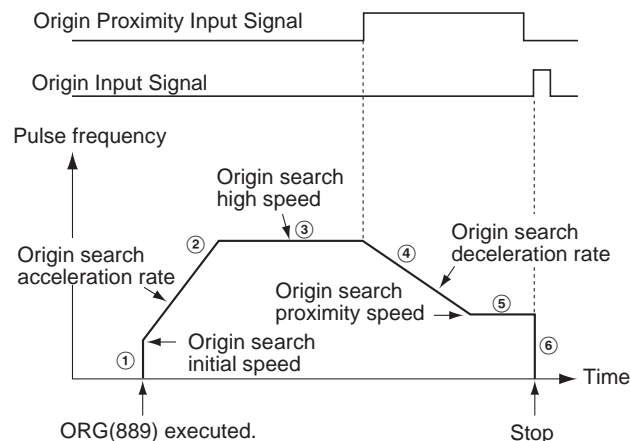 Origin Proximity Input Signal
Origin Input Signal
Pulse frequency
Origin search
high speed
② ③
Origin search
acceleration rate
④
Origin search
deceleration rate
Origin search
proximity speed
⑤
①
Origin search
initial speed
⑥
Time
ORG(889) executed.
Stop